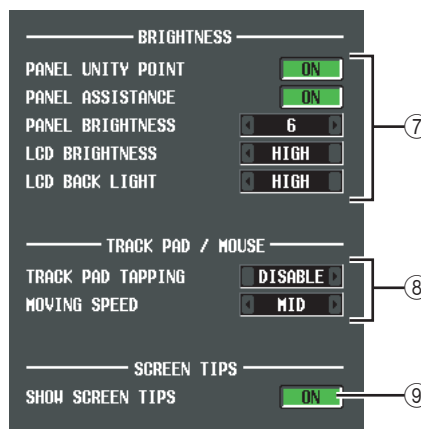 BRIGHTNESS
PANEL UNITY POINT ON
PANEL ASSISTANCE ON
PANEL BRIGHTNESS 6
LCD BRIGHTNESS HIGH
LCD BACK LIGHT HIGH
⑦
TRACK PAD / MOUSE
TRACK PAD TAPPING DISABLE
MOVING SPEED MID
⑧
SCREEN TIPS
SHOW SCREEN TIPS ON
⑨